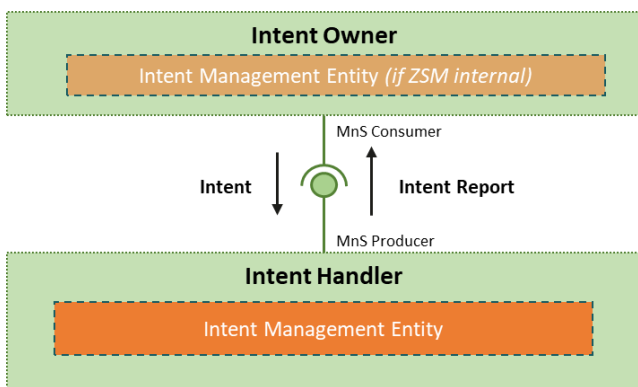 Intent Owner
Intent Management Entity (if ZSM internal)
MnS Consumer
Intent
Intent Report
MnS Producer
Intent Handler
Intent Management Entity